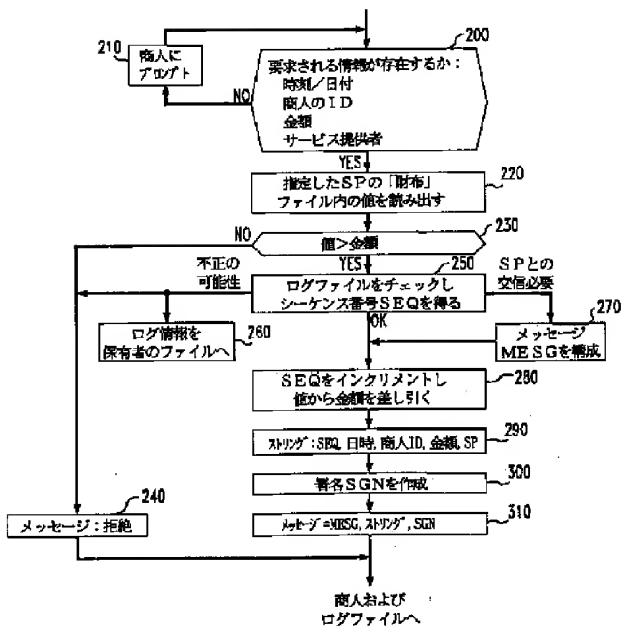 200
210
商人に
プロンプト
要求される情報が存在するか：
時刻／日付
商人のＩＤ
金額
サービス提供者
NO
YES
220
指定したＳＰの「財布」
ファイル内の値を読み出す
230
NO
値＞金額
YES
250
不正の
可能性
ログファイルをチェックし
シーケンス番号SEQを得る
ＳＰとの
交信必要
OK
270
メッセージ
MESGを構成
ログ情報を
保有者のファイルへ
260
280
ＳＥＱをインクリメントし
値から金額を差し引く
290
ストリング：SEQ, 日時, 商人ID, 金額, SP
300
署名ＳＧＮを作成
240
メッセージ：拒絶
310
メッセージ=MESG, ストリング, SGN
商人および
ログファイルへ